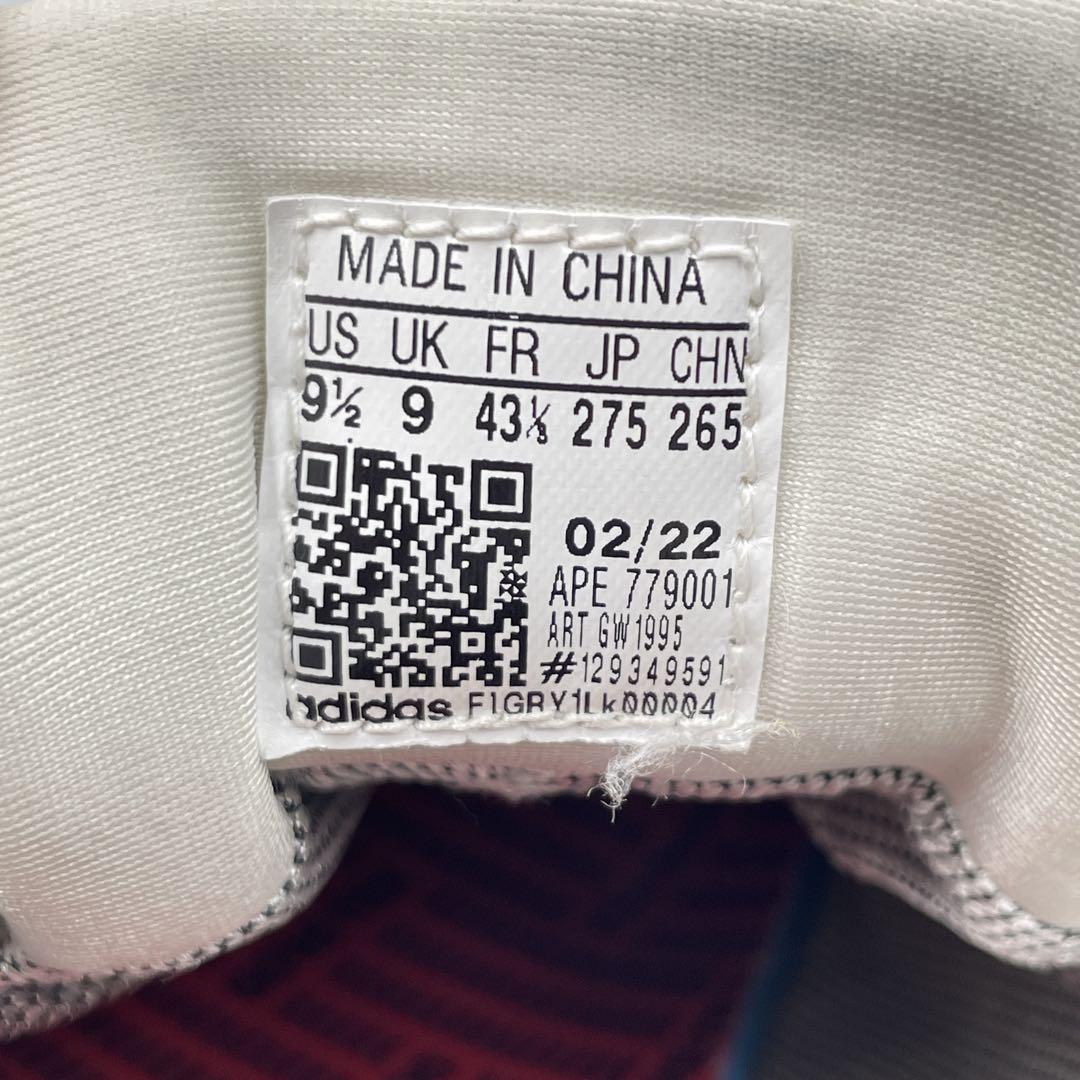 MADE IN CHINA
US UK FR JP CHN
9½ 9 43⅓ 275 265
02/22
APE 779001
ART GW1995
#129349591
adidas F1GRY1Lk00004